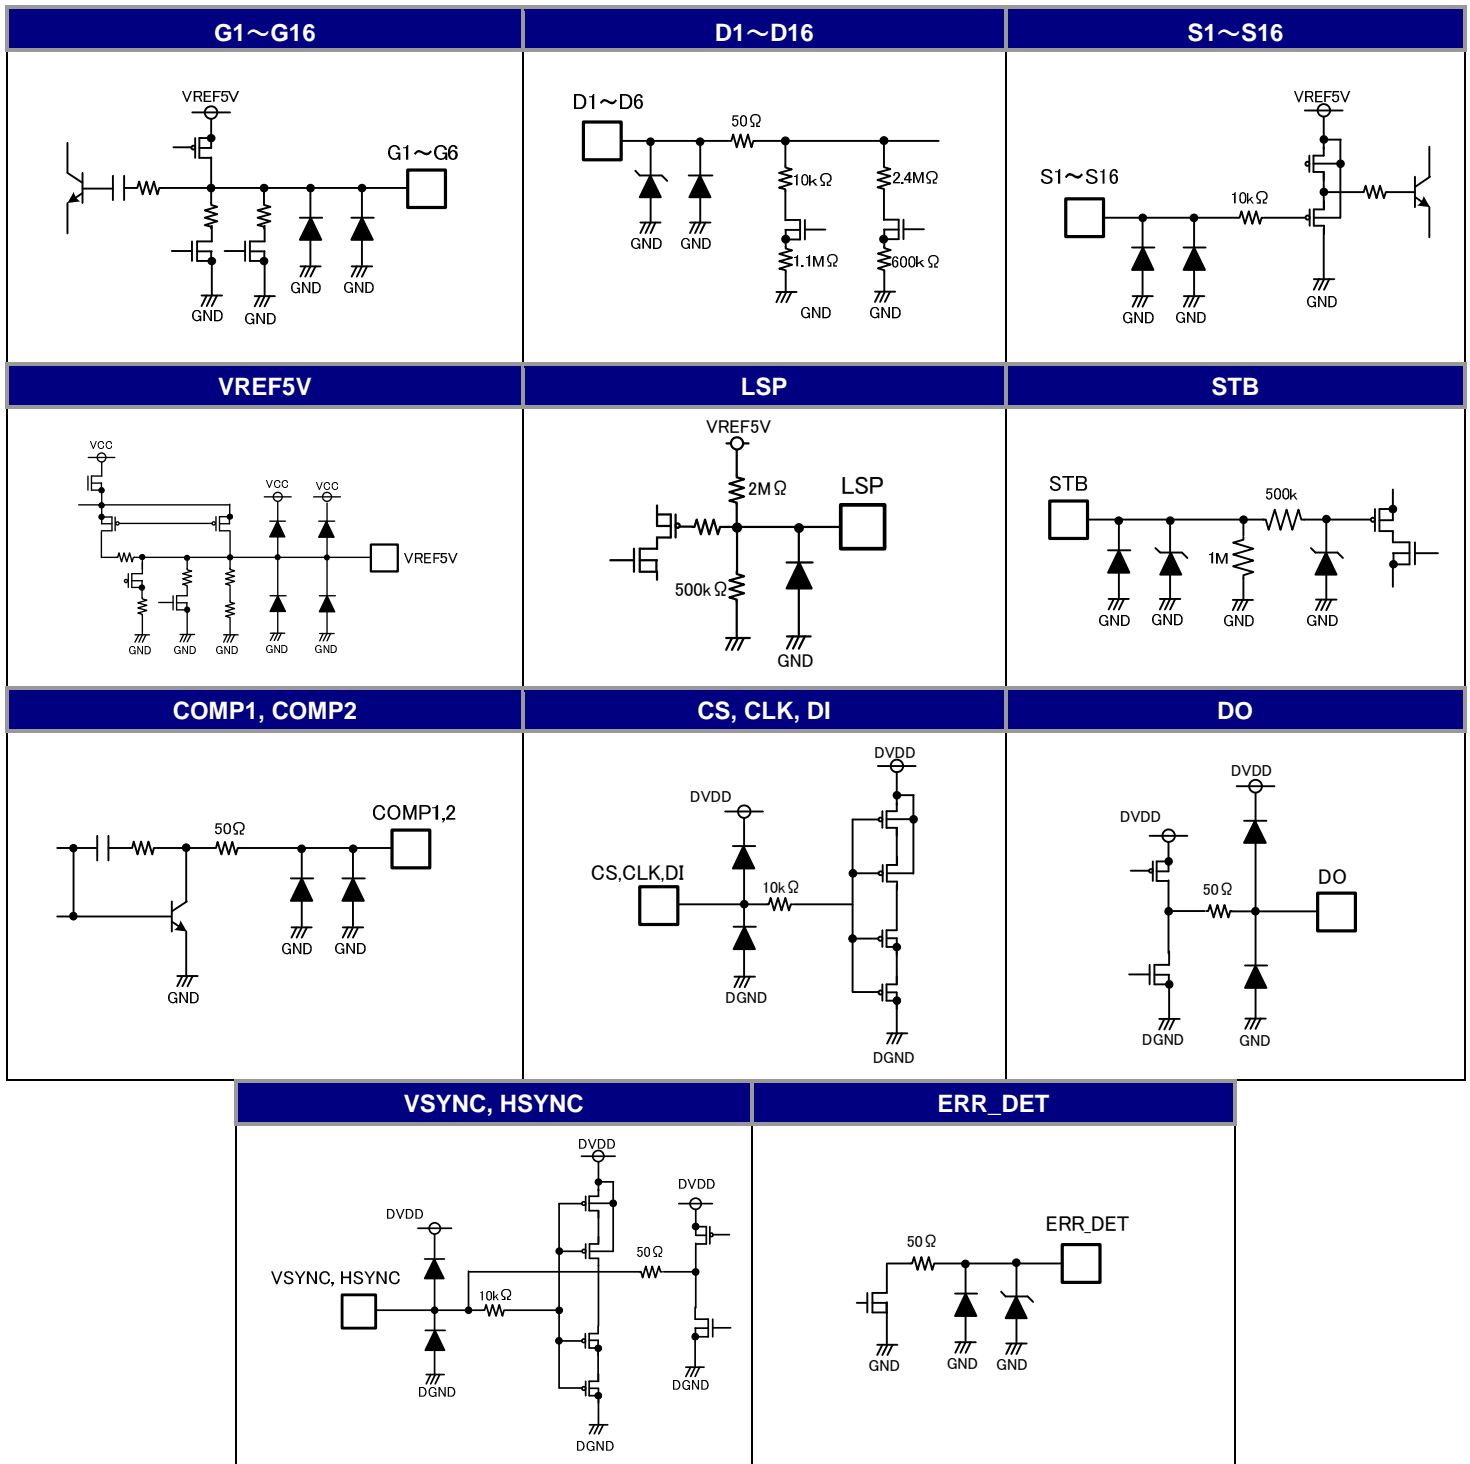 G1～G16
D1～D16
S1～S16
VREF5V
G1～G6
GND
GND
GND
GND
D1～D6
50Ω
10kΩ
2.4MΩ
GND
GND
1.1MΩ
600kΩ
GND
GND
VREF5V
S1～S16
10kΩ
GND
GND
GND
VREF5V
LSP
STB
VCC
VCC
VCC
VREF5V
GND
GND
GND
GND
GND
VREF5V
2MΩ
LSP
500kΩ
GND
STB
500k
1M
GND
GND
GND
GND
COMP1, COMP2
CS, CLK, DI
DO
COMP1,2
50Ω
GND
GND
GND
DVDD
DVDD
CS,CLK,DI
10kΩ
DGND
DGND
DVDD
DVDD
50Ω
DO
DGND
GND
VSYNC, HSYNC
ERR_DET
DVDD
DVDD
DVDD
50Ω
VSYNC, HSYNC
10kΩ
DGND
DGND
DGND
ERR_DET
50Ω
GND
GND
GND